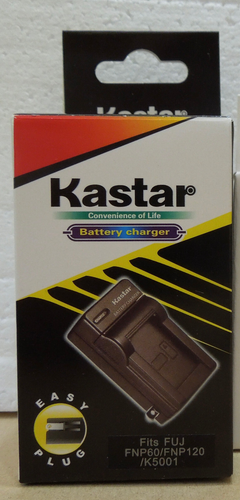 Kastar
Kastar®
Convenience of Life
Battery charger
Kastar
EASY
PLUG
Fits FUJ
FNP60/FNP120
/K5001